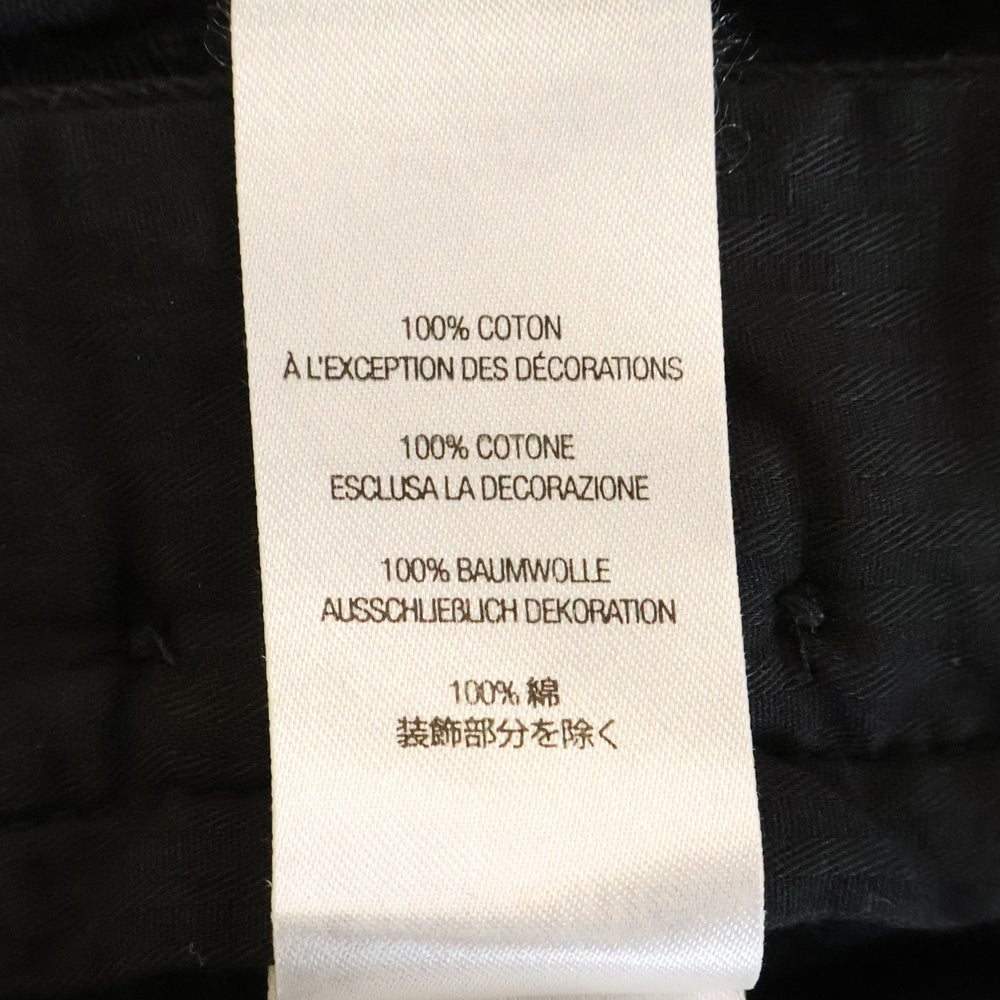 100% COTON
À L'EXCEPTION DES DÉCORATIONS
100% COTONE
ESCLUSA LA DECORAZIONE
100% BAUMWOLLE
AUSSCHLIEßLICH DEKORATION
100% 綿
装飾部分を除く